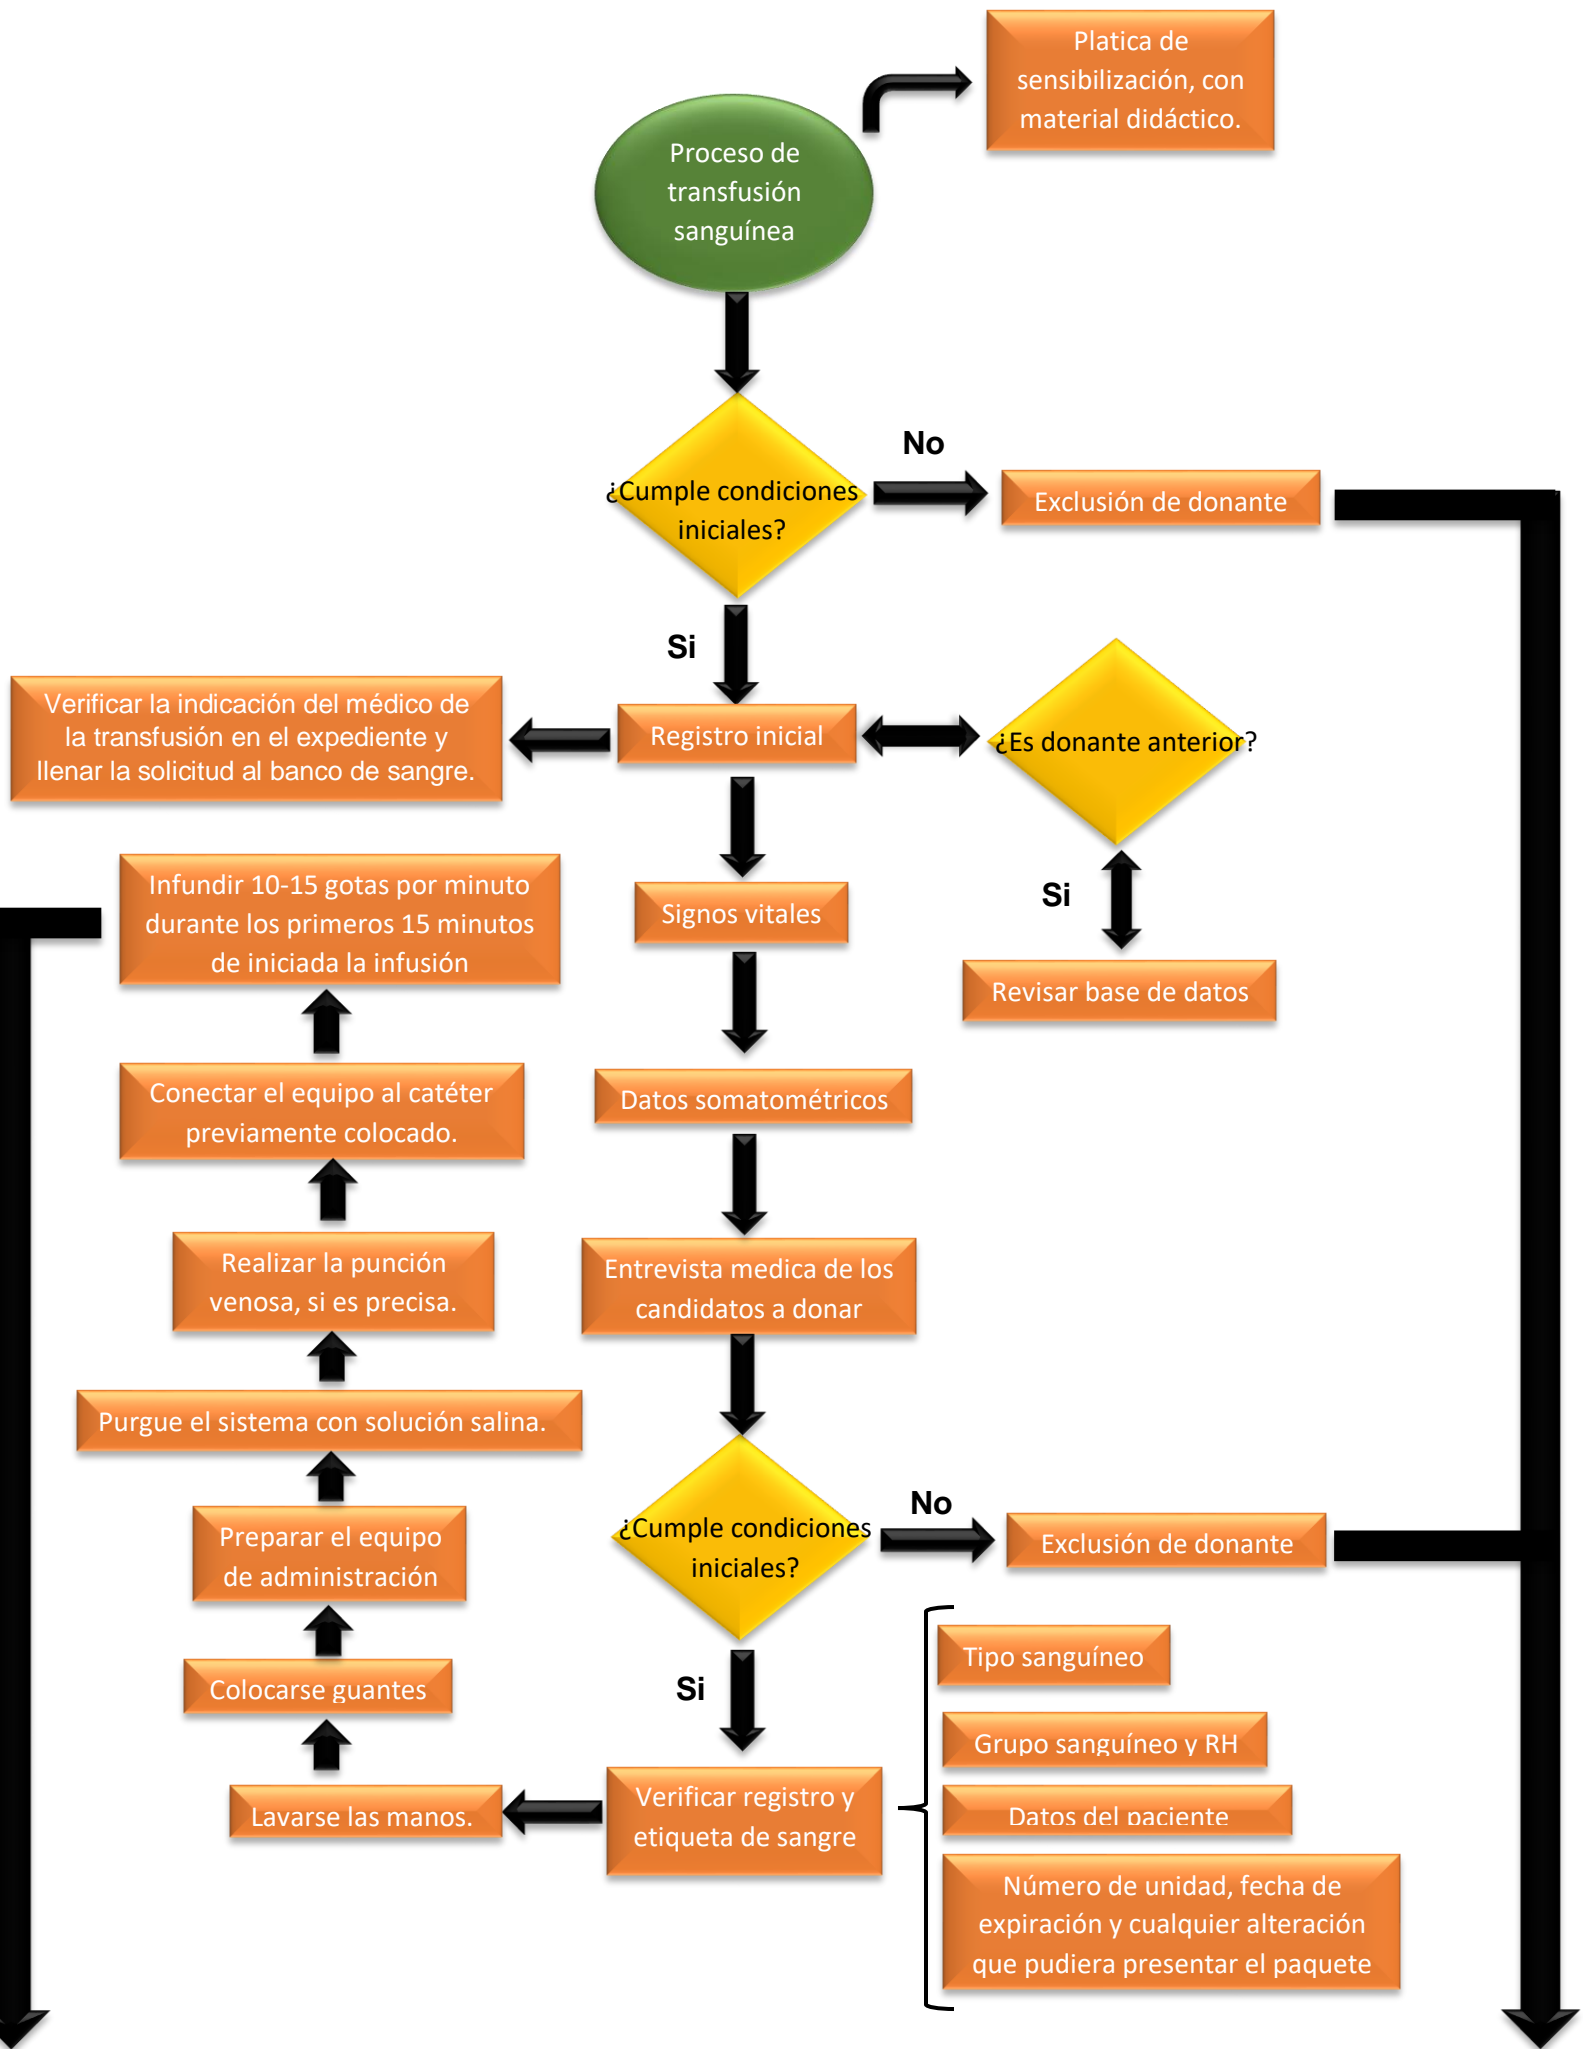 Platica de
sensibilización, con
material didáctico.
Proceso de
transfusión
sanguínea
No
¿Cumple condiciones
iniciales?
Exclusión de donante
Si
Verificar la indicación del médico de
la transfusión en el expediente y
llenar la solicitud al banco de sangre.
Registro inicial
¿Es donante anterior?
Infundir 10-15 gotas por minuto
durante los primeros 15 minutos
de iniciada la infusión
Signos vitales
Si
Revisar base de datos
Conectar el equipo al catéter
previamente colocado.
Datos somatométricos
Realizar la punción
venosa, si es precisa.
Entrevista medica de los
candidatos a donar
Purgue el sistema con solución salina.
Preparar el equipo
de administración
¿Cumple condiciones
iniciales?
No
Exclusión de donante
Colocarse guantes
Si
Tipo sanguíneo
Grupo sanguíneo y RH
Lavarse las manos.
Verificar registro y
etiqueta de sangre
Datos del paciente
Número de unidad, fecha de
expiración y cualquier alteración
que pudiera presentar el paquete